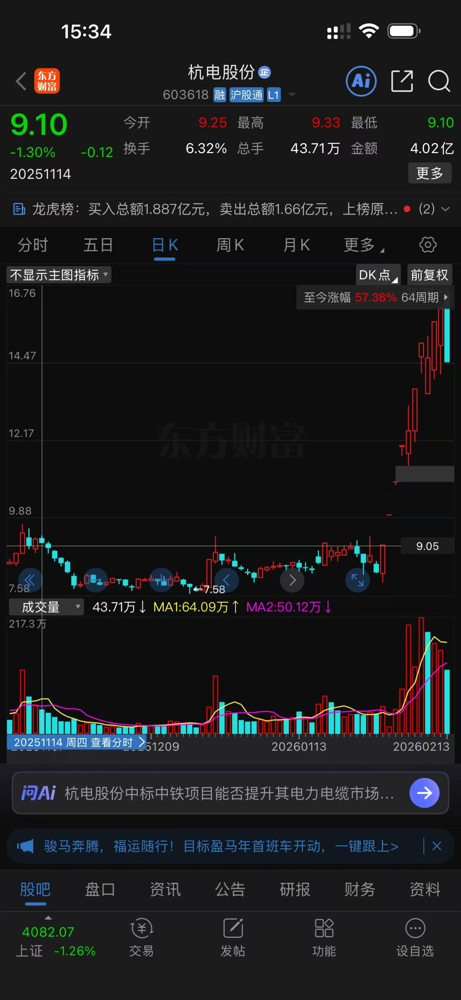 15:34
东方
财富
杭电股份 企
603618 融 沪股通 L1
Ai
9.10
-1.30% -0.12
20251114
今开 9.25 最高 9.33 最低 9.10
换手 6.32% 总手 43.71万 金额 4.02亿
更多
龙虎榜：买入总额1.887亿元，卖出总额1.66亿元，上榜原... (2)
分时 五日 日K 周K 月K 更多
不显示主图指标 DK点 前复权
16.76
至今涨幅 57.38% 64周期
14.47
12.17
东方财富
9.88
9.05
7.58
7.58
成交量 43.71万↓ MA1:64.09万↑ MA2:50.12万↓
217.3万
20251114 周四 查看分时
51209 20260113 20260213
问Ai 杭电股份中标中铁项目能否提升其电力电缆市场...
骏马奔腾，福运随行！目标盈马年首班车开动，一键跟上>
股吧 盘口 资讯 公告 研报 财务 资料
4082.07
上证 -1.26%
交易 发帖 功能 设自选